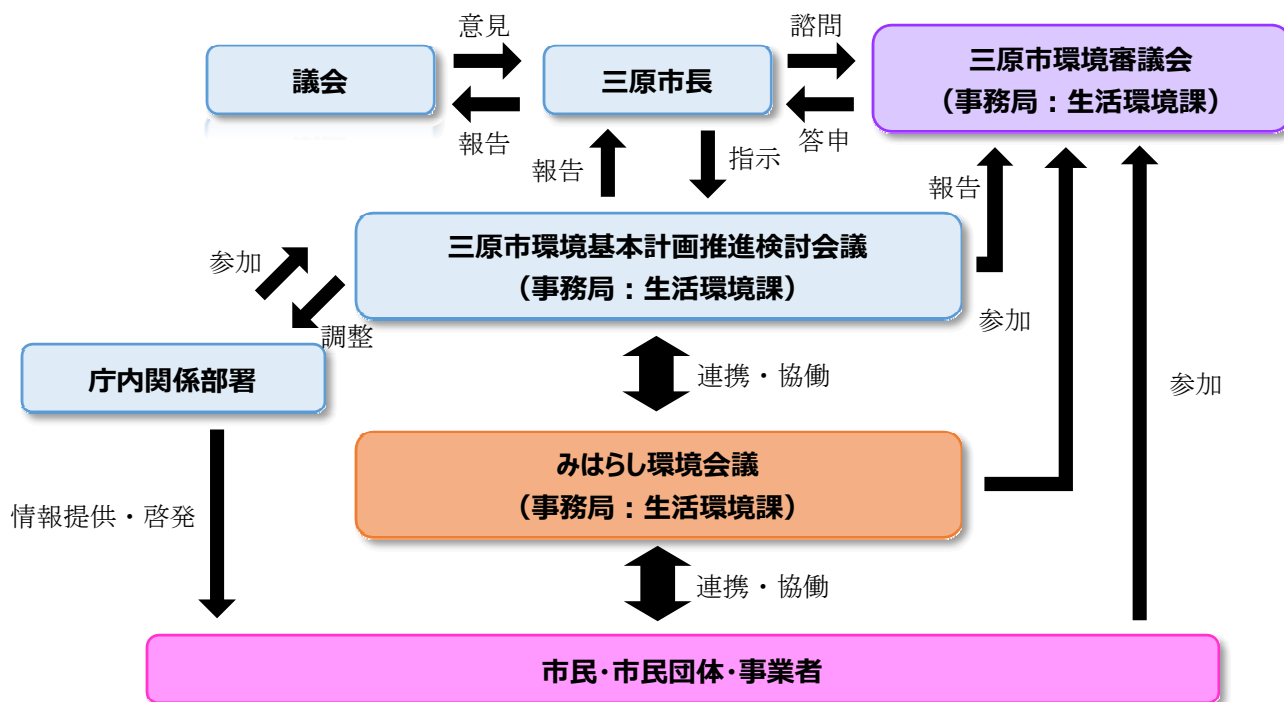 意見
諮問
議会
三原市長
三原市環境審議会
（事務局：生活環境課）
報告
答申
報告
指示
報告
三原市環境基本計画推進検討会議
（事務局：生活環境課）
参加
調整
参加
庁内関係部署
連携・協働
参加
みはらし環境会議
（事務局：生活環境課）
情報提供・啓発
連携・協働
市民・市民団体・事業者